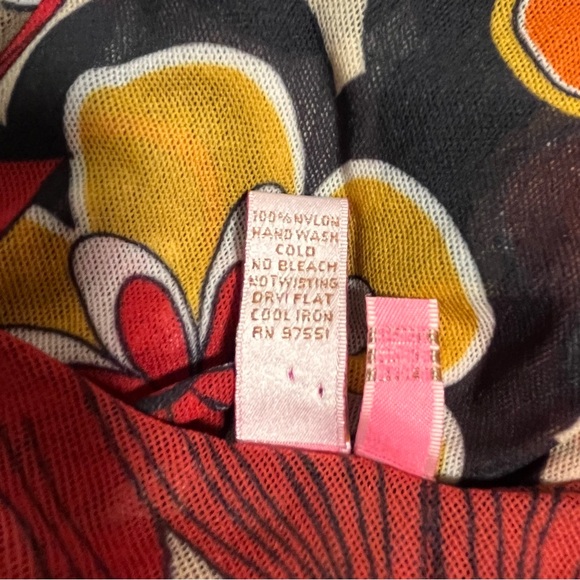 100% NYLON
HAND WASH
COLD
NO BLEACH
NO TWISTING
DRY/ FLAT
COOL IRON
RN 97551